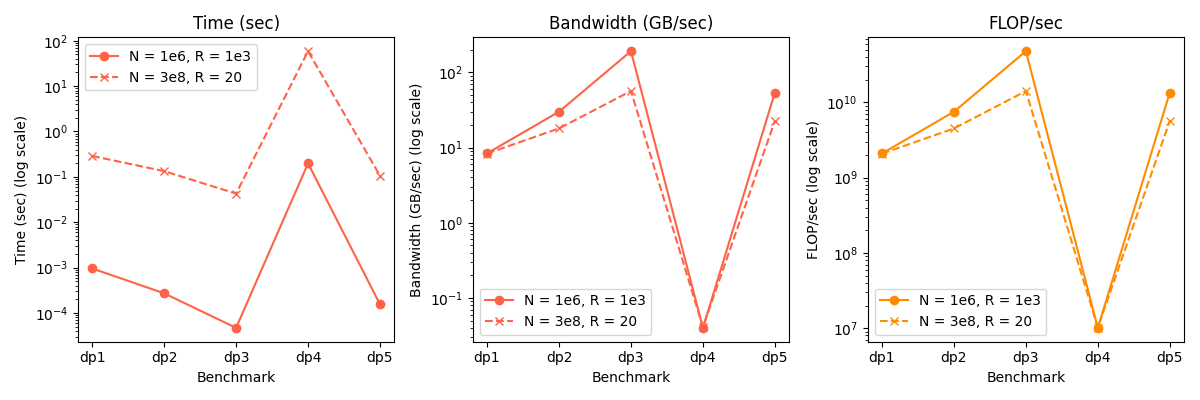 Time (sec)
Time (sec) (log scale)
10^2
10^1
10^0
10^-1
10^-2
10^-3
10^-4
N = 1e6, R = 1e3
N = 3e8, R = 20
dp1 dp2 dp3 dp4 dp5
Benchmark
Bandwidth (GB/sec)
Bandwidth (GB/sec) (log scale)
10^2
10^1
10^0
10^-1
N = 1e6, R = 1e3
N = 3e8, R = 20
dp1 dp2 dp3 dp4 dp5
Benchmark
FLOP/sec
FLOP/sec (log scale)
10^10
10^9
10^8
10^7
N = 1e6, R = 1e3
N = 3e8, R = 20
dp1 dp2 dp3 dp4 dp5
Benchmark